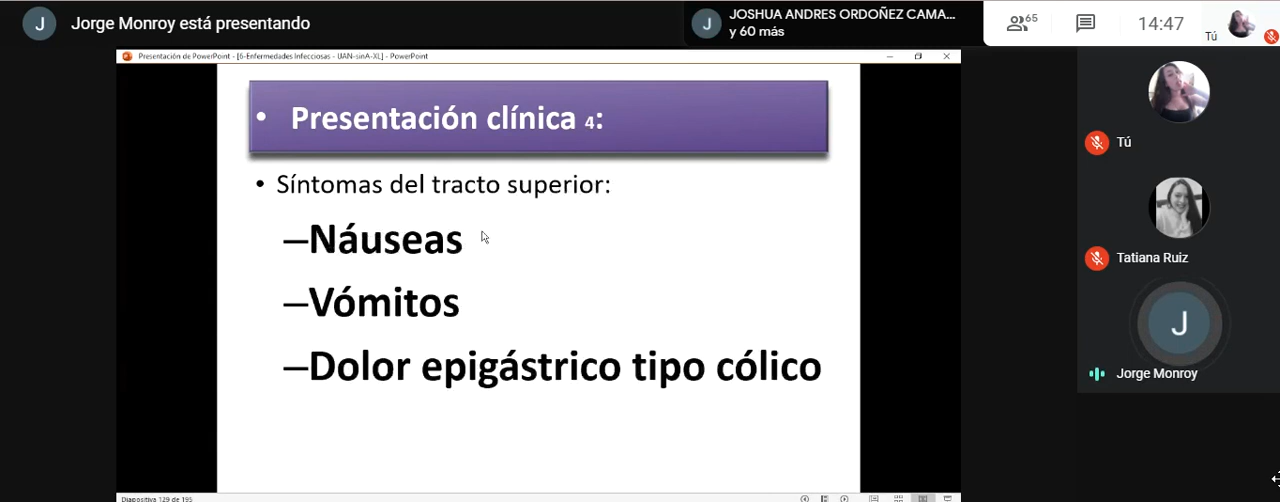 J Jorge Monroy está presentando
J JOSHUA ANDRES ORDOÑEZ CAMA...
y 60 más
65
14:47
Tú
Presentación de PowerPoint - [6-Enfermedades Infecciosas - UAN-sinA-XL] - PowerPoint
• Presentación clínica 4:
• Síntomas del tracto superior:
–Náuseas
–Vómitos
–Dolor epigástrico tipo cólico
Diapositiva 129 de 195
Tú
Tatiana Ruiz
J
Jorge Monroy